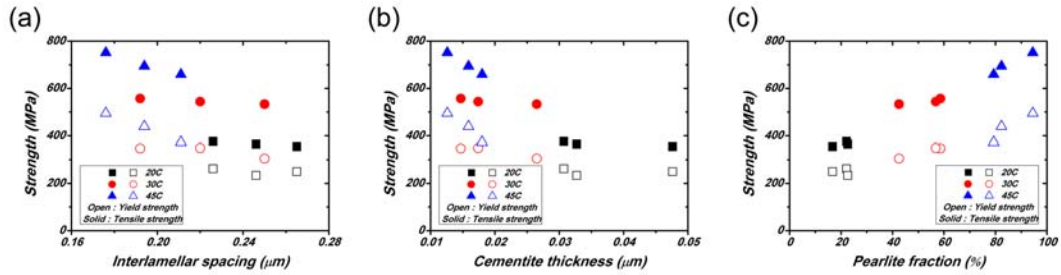 (a)
800
600
400
200
0
Strength (MPa)
20C
30C
45C
Open : Yield strength
Solid : Tensile strength
0.16 0.20 0.24 0.28
Interlamellar spacing (μm)
(b)
800
600
400
200
0
Strength (MPa)
20C
30C
45C
Open : Yield strength
Solid : Tensile strength
0.01 0.02 0.03 0.04 0.05
Cementite thickness (μm)
(c)
800
600
400
200
0
Strength (MPa)
20C
30C
45C
Open : Yield strength
Solid : Tensile strength
0 20 40 60 80 100
Pearlite fraction (%)